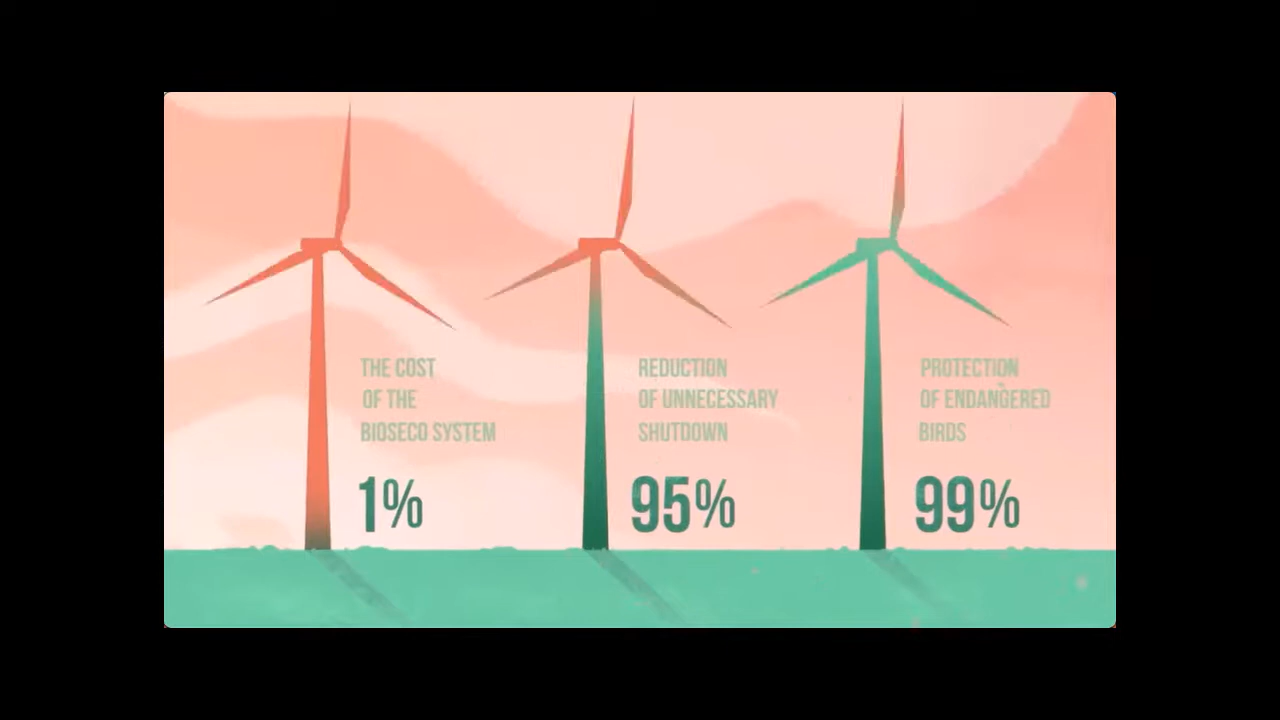 THE COST
OF THE
BIOSECO SYSTEM
1%
REDUCTION
OF UNNECESSARY
SHUTDOWN
95%
PROTECTION
OF ENDANGERED
BIRDS
99%